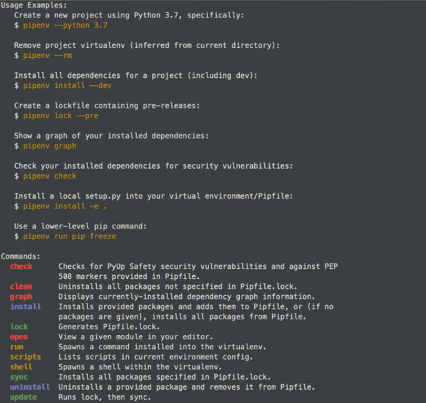 Usage Examples:
Create a new project using Python 3.7, specifically:
$ pipenv --python 3.7
Remove project virtualenv (inferred from current directory):
$ pipenv --rm
Install all dependencies for a project (including dev):
$ pipenv install --dev
Create a lockfile containing pre-releases:
$ pipenv lock --pre
Show a graph of your installed dependencies:
$ pipenv graph
Check your installed dependencies for security vulnerabilities:
$ pipenv check
Install a local setup.py into your virtual environment/Pipfile:
$ pipenv install -e .
Use a lower-level pip command:
$ pipenv run pip freeze
Commands:
check Checks for PyUp Safety security vulnerabilities and against PEP
508 markers provided in Pipfile.
clean Uninstalls all packages not specified in Pipfile.lock.
graph Displays currently-installed dependency graph information.
install Installs provided packages and adds them to Pipfile, or (if no
packages are given), installs all packages from Pipfile.
lock Generates Pipfile.lock.
open View a given module in your editor.
run Spawns a command installed into the virtualenv.
scripts Lists scripts in current environment config.
shell Spawns a shell within the virtualenv.
sync Installs all packages specified in Pipfile.lock.
uninstall Uninstalls a provided package and removes it from Pipfile.
update Runs lock, then sync.